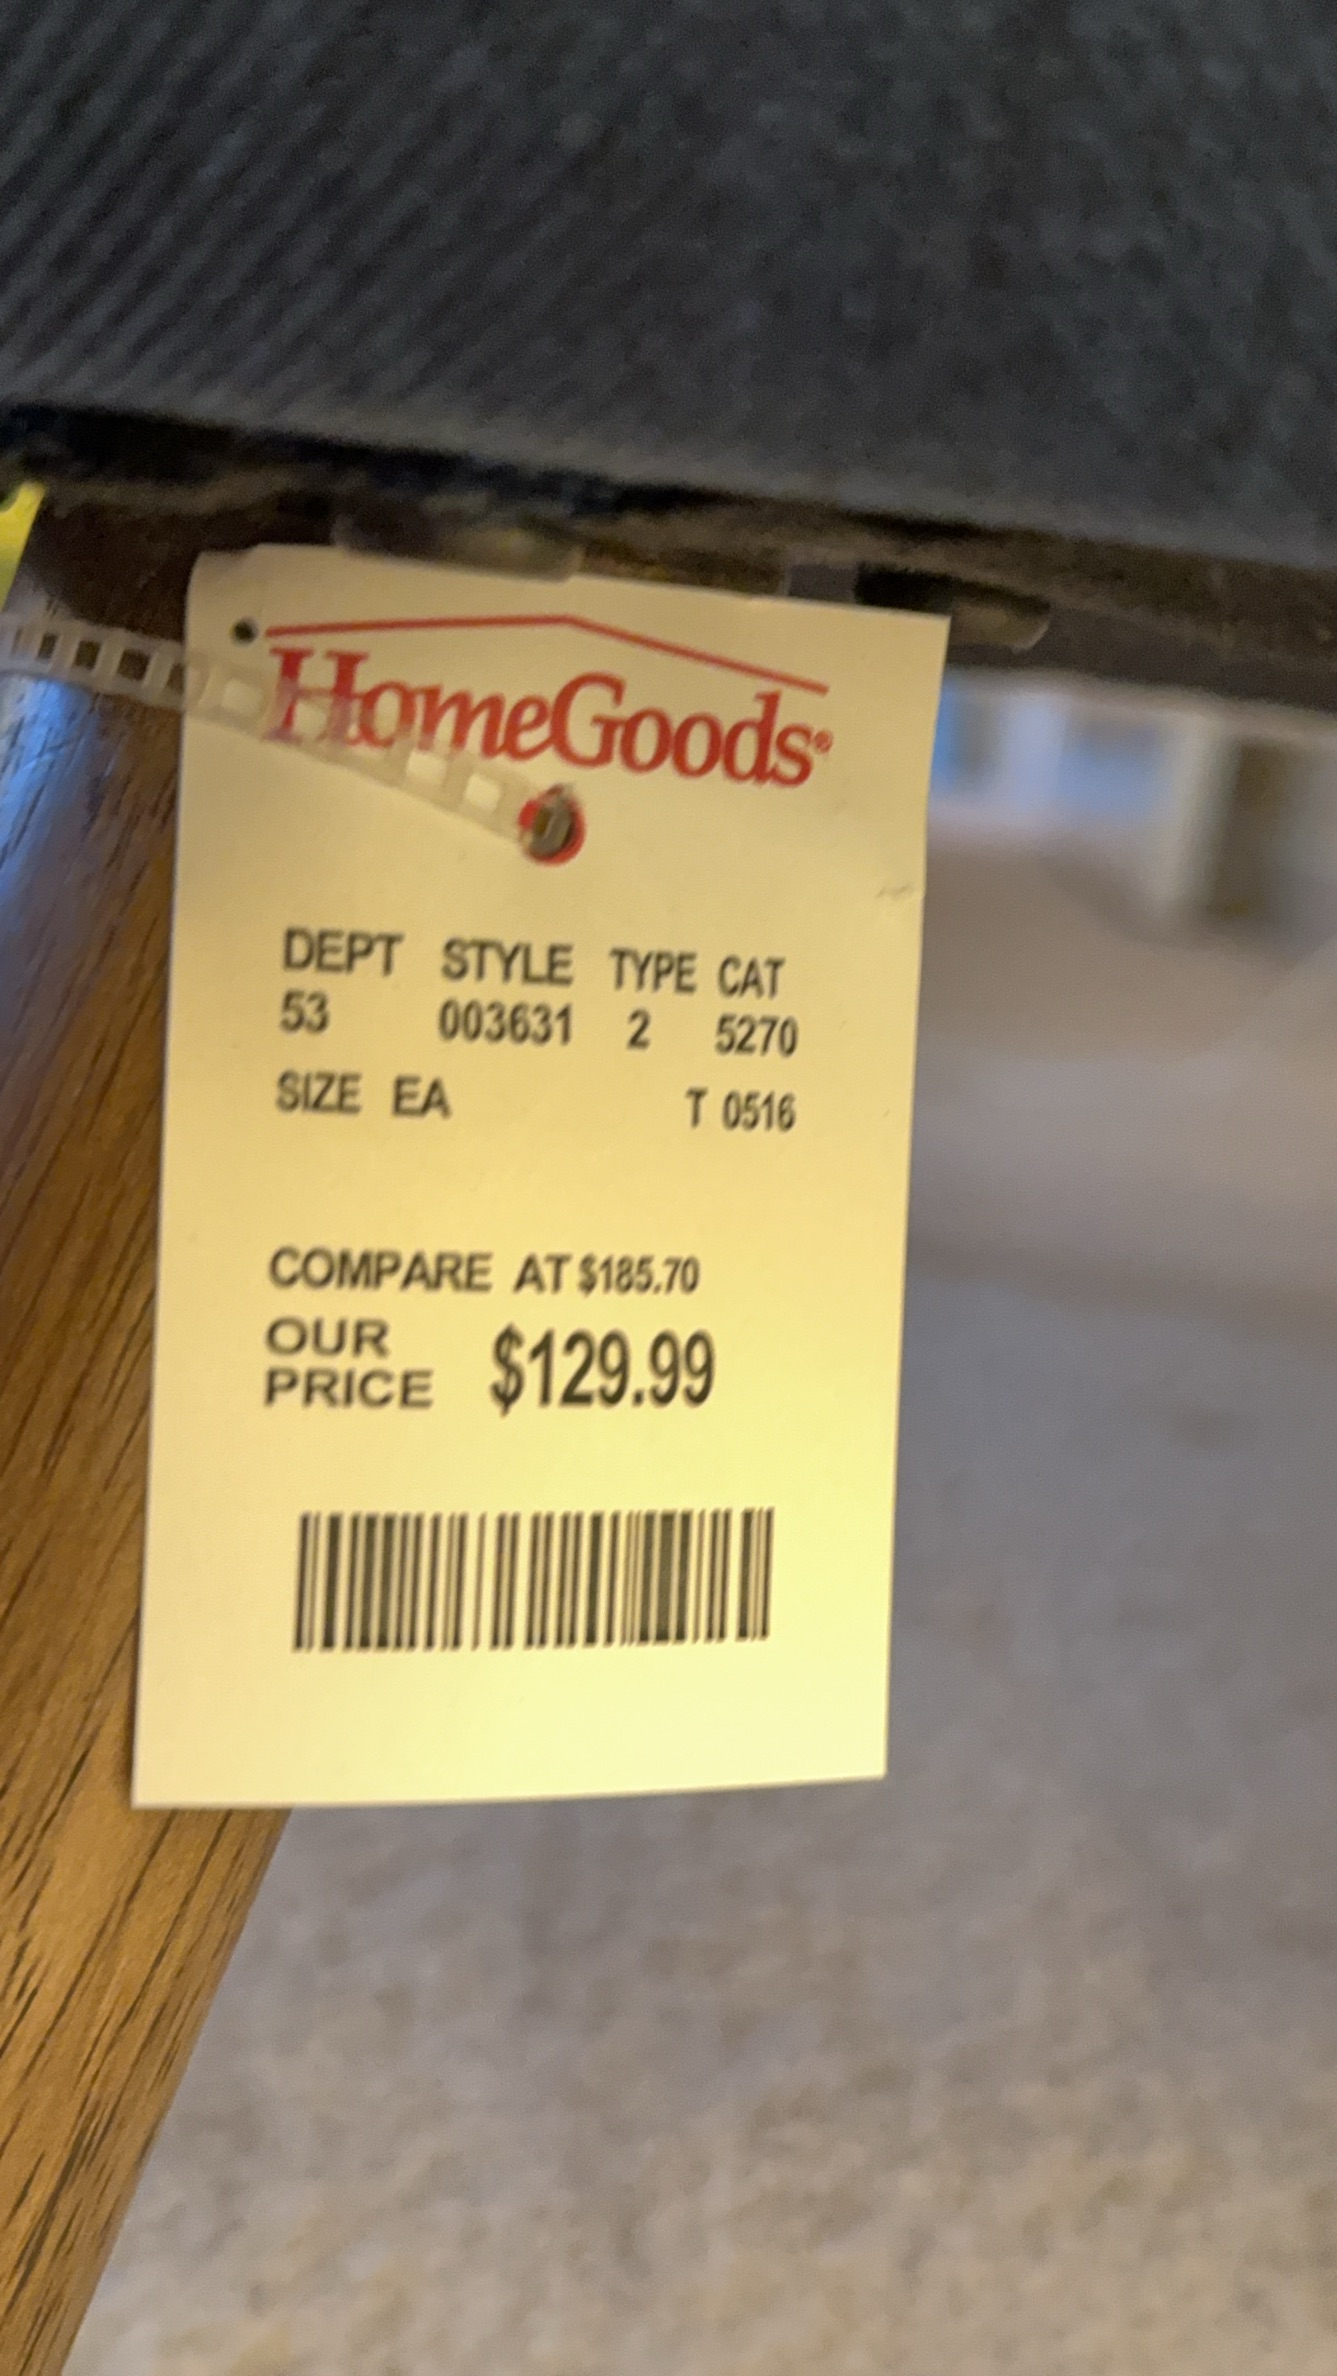 HomeGoods®
DEPT STYLE TYPE CAT
53 003631 2 5270
SIZE EA T 0516
COMPARE AT $185.70
OUR
PRICE $129.99